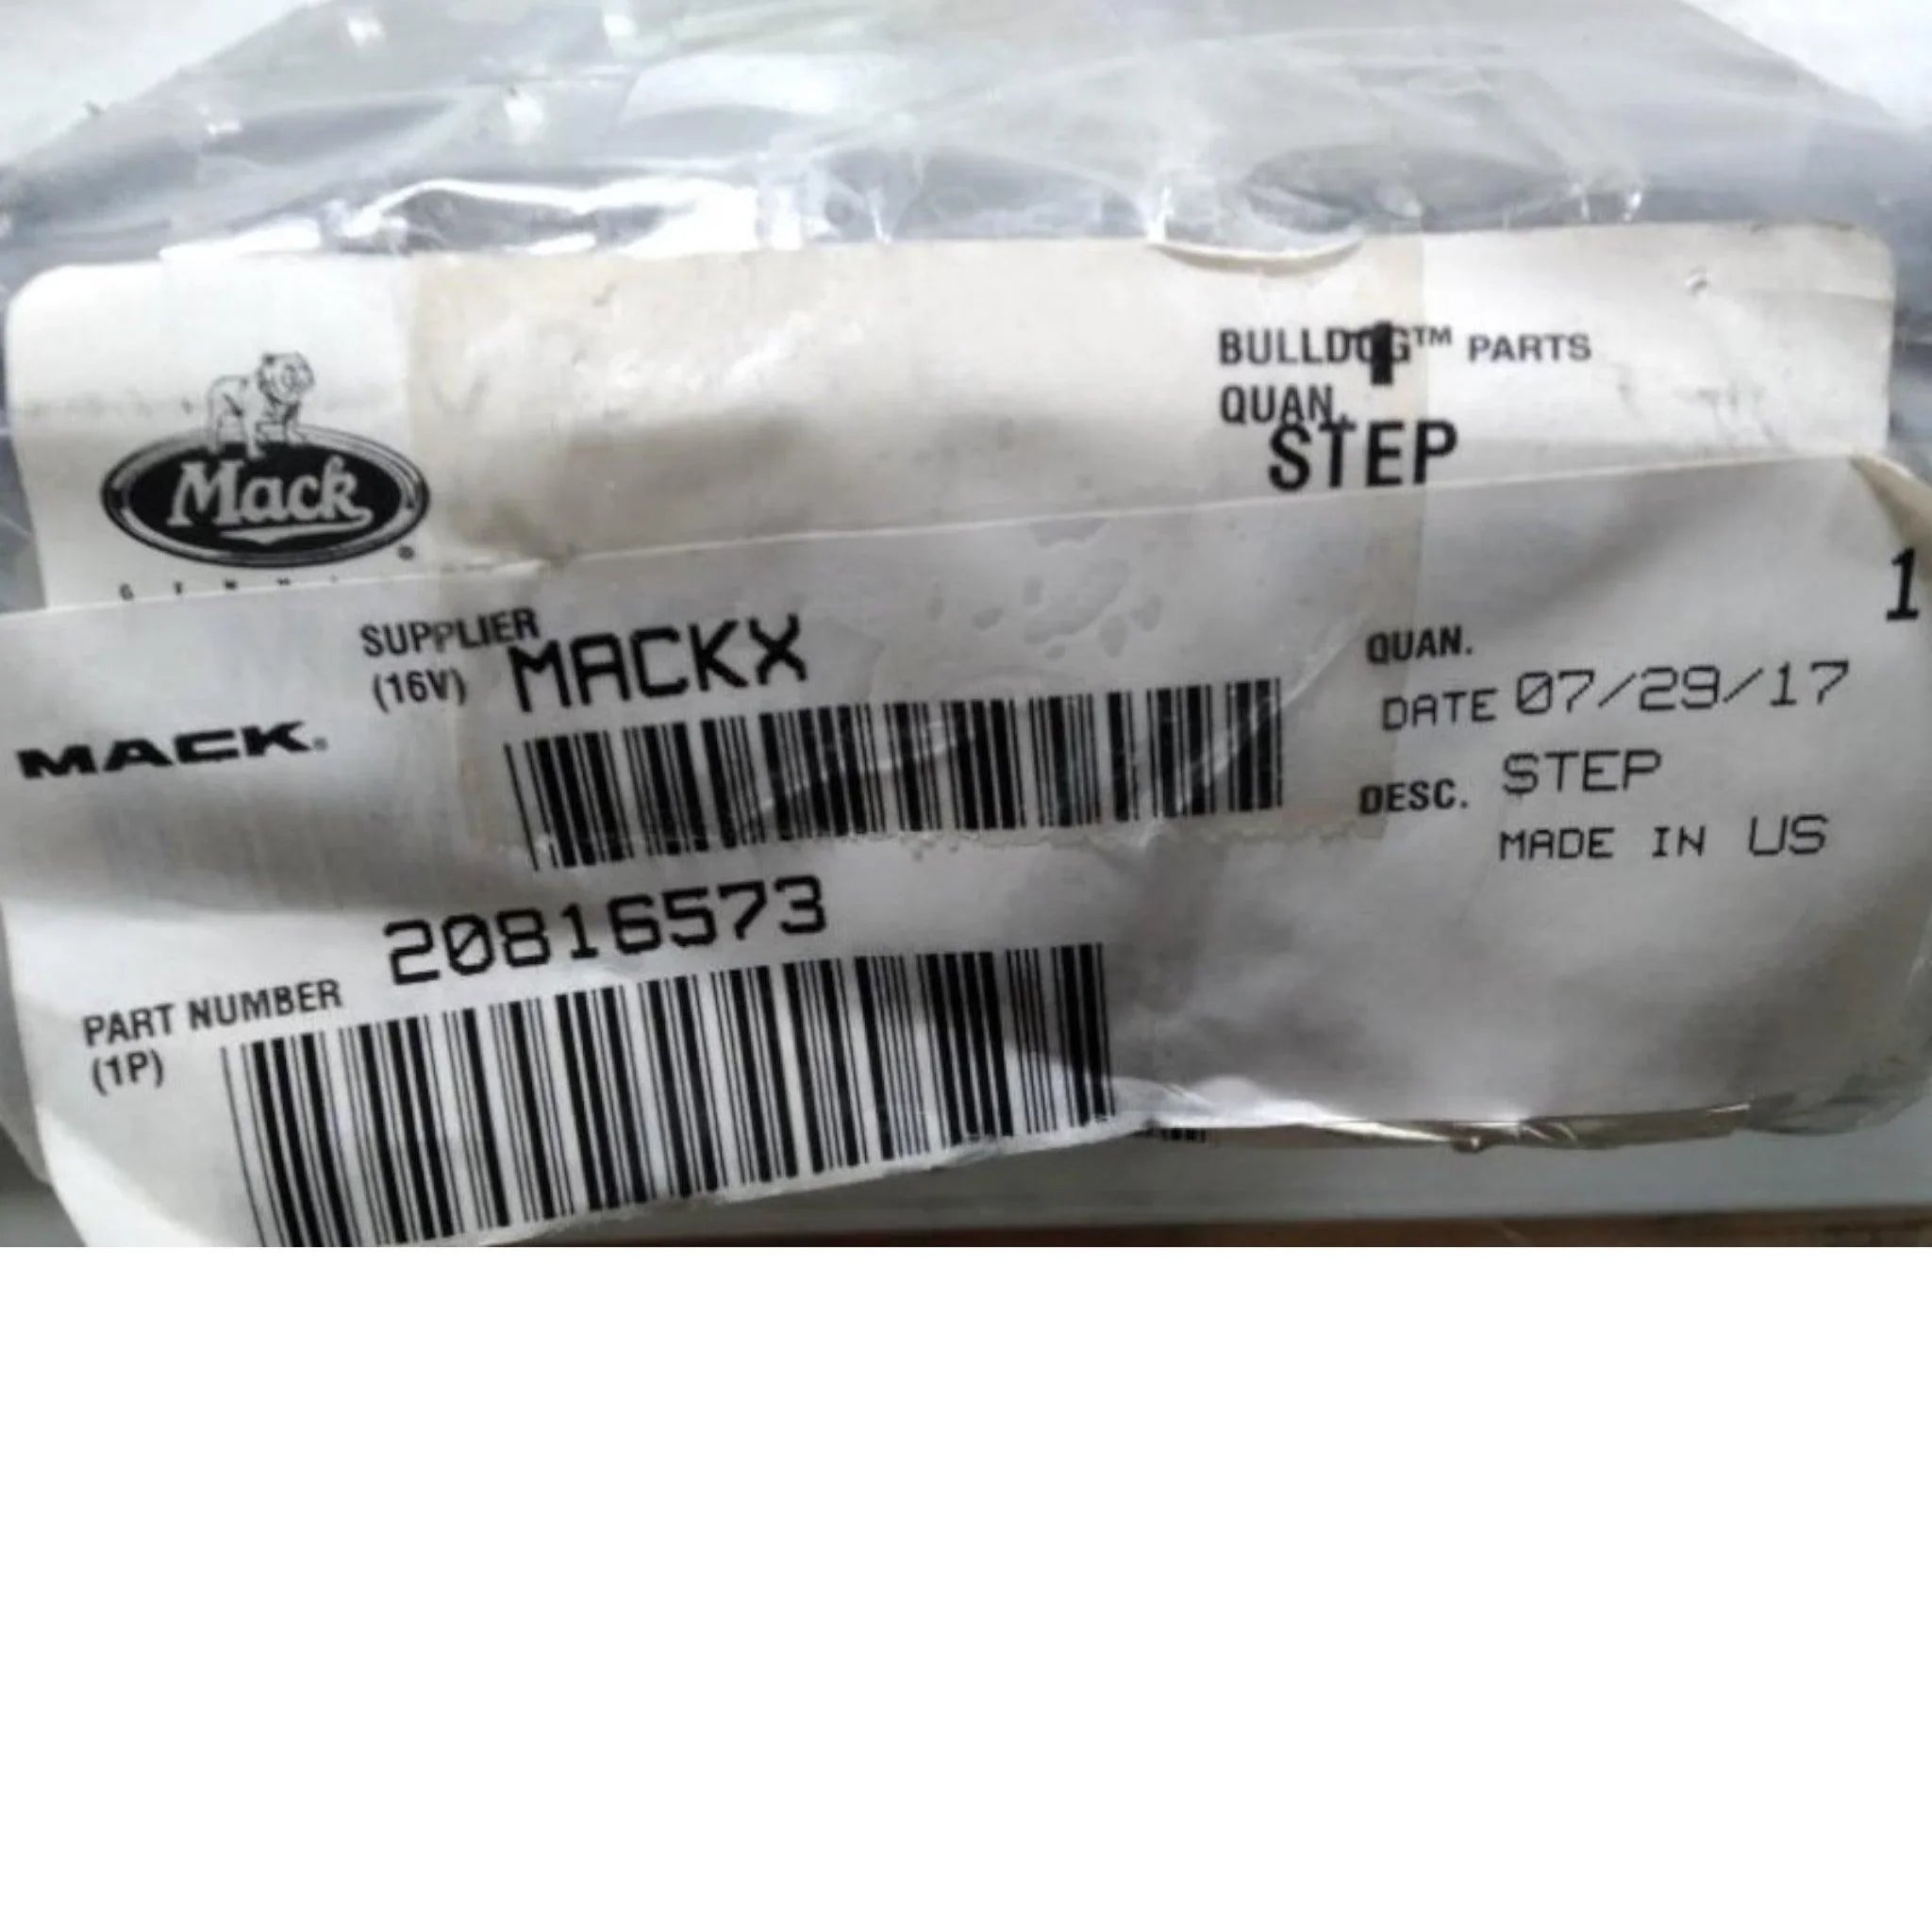 BULLDOG™ PARTS
1
QUAN.
STEP
Mack
®
SUPPLIER
(16V) MACKX
MACK®
QUAN. 1
DATE 07/29/17
DESC. STEP
MADE IN US
20816573
PART NUMBER
(1P)